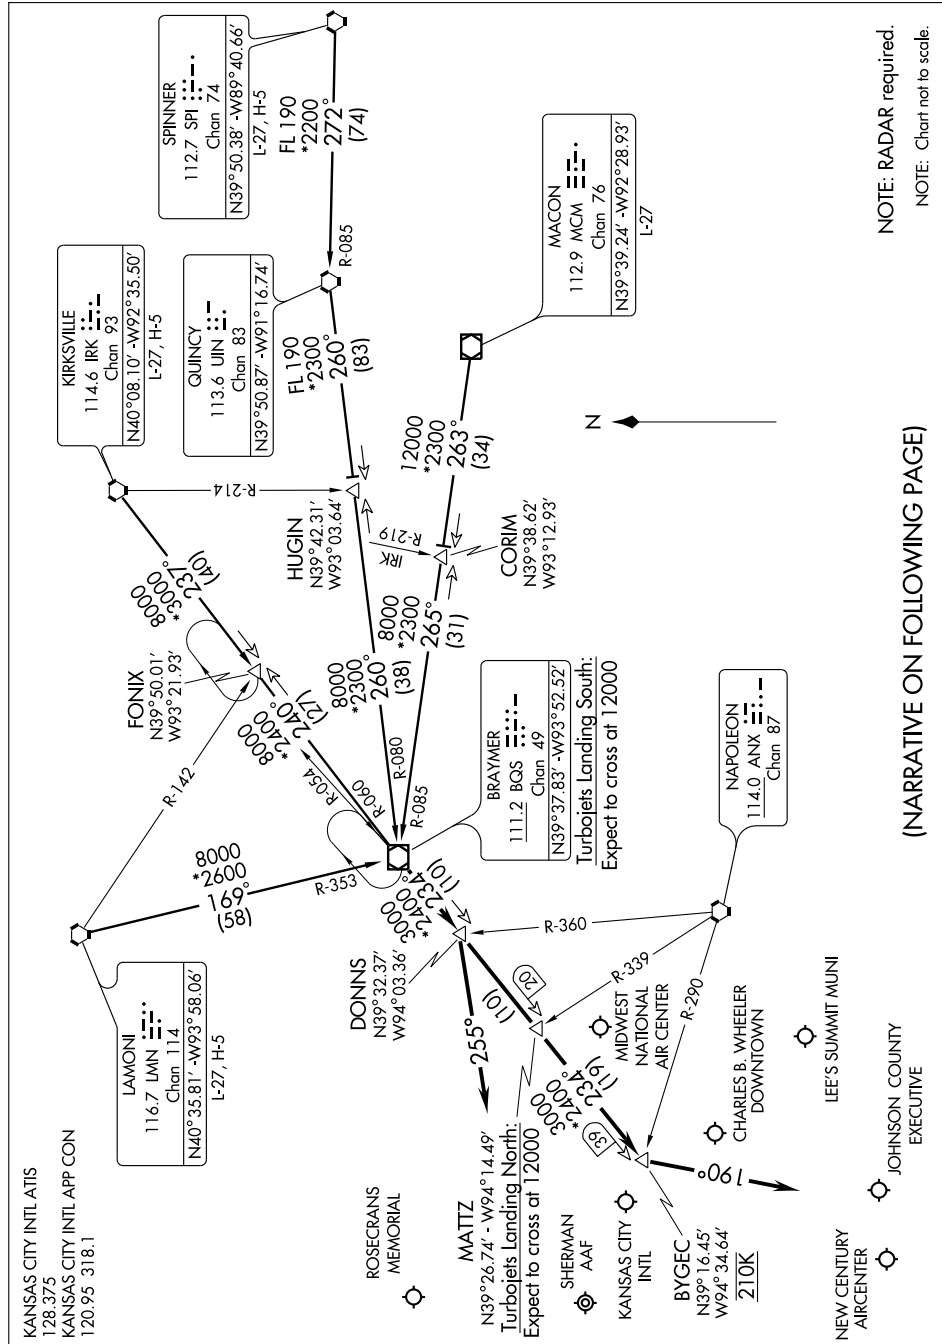 KANSAS CITY INTL ATIS
128.375
KANSAS CITY INTL APP CON
120.95 318.1
LAMONI
116.7 LMN
Chan 114
N40°35.81' -W93°58.06'
L-27, H-5
KIRKSVILLE
114.6 IRK
Chan 93
N40°08.10' -W92°35.50'
L-27, H-5
SPINNER
112.7 SPI
Chan 74
N39°50.38' -W89°40.66'
L-27, H-5
QUINCY
113.6 UIN
Chan 83
N39°50.87' -W91°16.74'
FL 190
*2200
272°
(74)
R-085
FL 190
*2300
260°
(83)
R-214
8000
*3000
237°
(40)
FONIX
N39°50.01'
W93°21.93'
R-142
8000
*2600
169°
(58)
R-353
8000
*2400
240°
(27)
R-054
R-060
HUGIN
N39°42.31'
W93°03.64'
8000
*2300
260°
(38)
R-080
IRK
R-219
MACON
112.9 MCM
Chan 76
N39°39.24' -W92°28.93'
L-27
12000
*2300
263°
(34)
CORIM
N39°38.62'
W93°12.93'
8000
*2300
265°
(31)
R-085
BRAYMER
111.2 BQS
Chan 49
N39°37.83' -W93°52.52'
Turbojets Landing South:
Expect to cross at 12000
3000
*2400
234°
(10)
DONNS
N39°32.37'
W94°03.36'
R-360
255°
(10)
20
R-339
MATTZ
N39°26.74' - W94°14.49'
Turbojets Landing North:
Expect to cross at 12000
3000
*2400
234°
(19)
39
R-290
NAPOLEON
114.0 ANX
Chan 87
BYGEC
N39°16.45'
W94°34.64'
210K
190°
ROSECRANS
MEMORIAL
SHERMAN
AAF
KANSAS CITY
INTL
MIDWEST
NATIONAL
AIR CENTER
CHARLES B. WHEELER
DOWNTOWN
LEE'S SUMMIT MUNI
JOHNSON COUNTY
EXECUTIVE
NEW CENTURY
AIRCENTER
N
NOTE: RADAR required.
NOTE: Chart not to scale.
(NARRATIVE ON FOLLOWING PAGE)